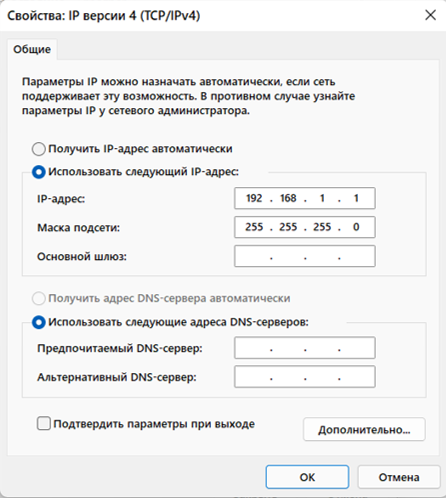 Свойства: IP версии 4 (TCP/IPv4)
Общие
Параметры IP можно назначать автоматически, если сеть
поддерживает эту возможность. В противном случае узнайте
параметры IP у сетевого администратора.
Получить IP-адрес автоматически
Использовать следующий IP-адрес:
IP-адрес: 192 . 168 . 1 . 1
Маска подсети: 255 . 255 . 255 . 0
Основной шлюз: . . .
Получить адрес DNS-сервера автоматически
Использовать следующие адреса DNS-серверов:
Предпочитаемый DNS-сервер: . . .
Альтернативный DNS-сервер: . . .
Подтвердить параметры при выходе
Дополнительно...
ОК Отмена